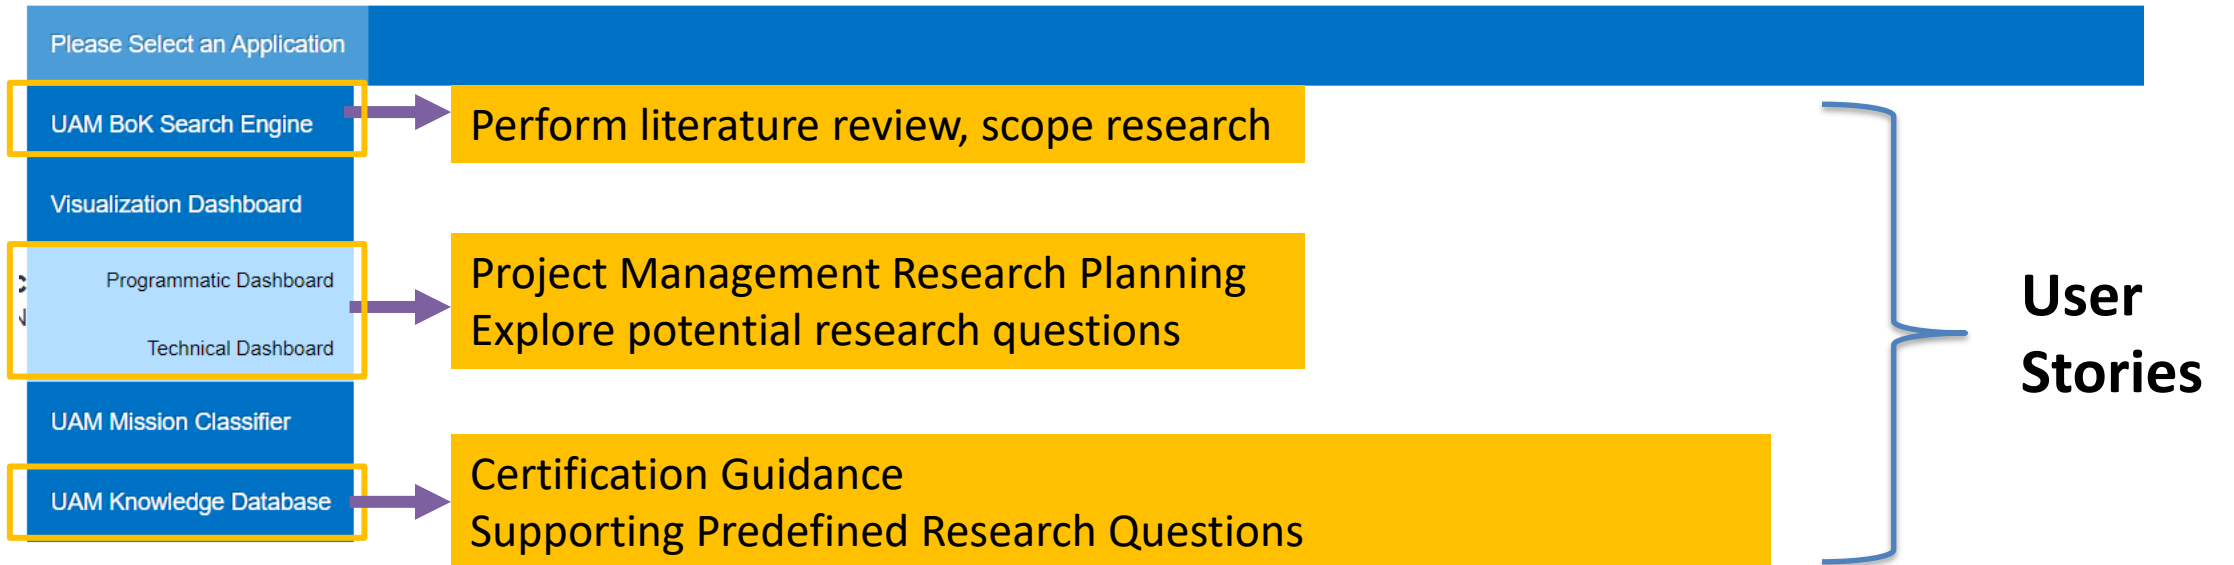 Please Select an Application
UAM BoK Search Engine
Perform literature review, scope research
Visualization Dashboard
Programmatic Dashboard
Technical Dashboard
Project Management Research Planning
Explore potential research questions
UAM Mission Classifier
UAM Knowledge Database
Certification Guidance
Supporting Predefined Research Questions
User
Stories